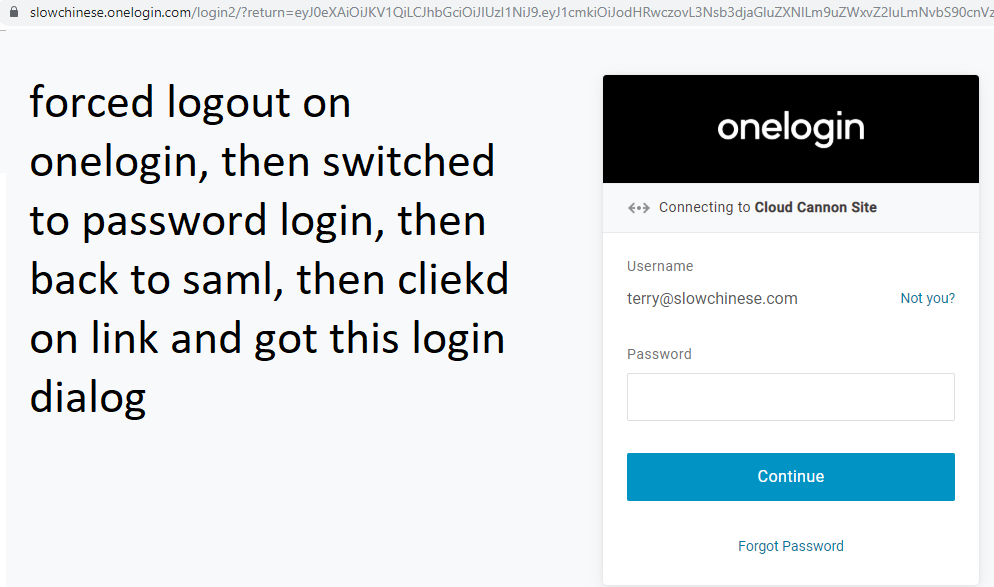 slowchinese.onelogin.com/login2/?return=eyJ0eXAiOiJKV1QiLCJhbGciOiJIUzI1NiJ9.eyJ1cmkiOiJodHRwczovL3Nsb3djaGluZXNlLm9uZWxvZ2luLmNvbS90cnVz
forced logout on
onelogin, then switched
to password login, then
back to saml, then cliekd
on link and got this login
dialog
onelogin
Connecting to Cloud Cannon Site
Username
terry@slowchinese.com
Not you?
Password
Continue
Forgot Password